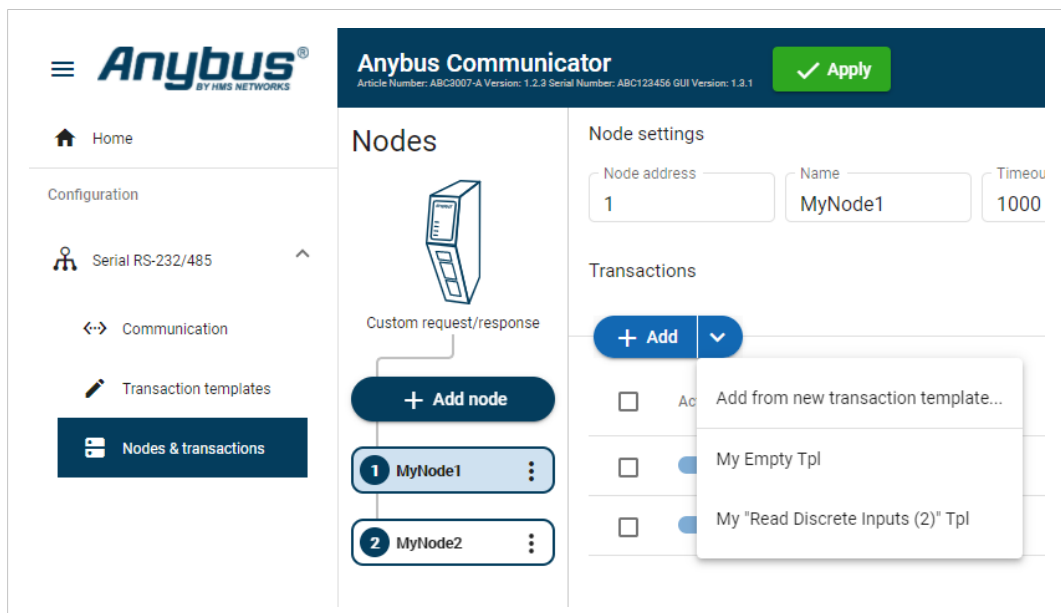 Anybus®
BY HMS NETWORKS
Anybus Communicator
Article Number: ABC3007-A Version: 1.2.3 Serial Number: ABC123456 GUI Version: 1.3.1
Apply
Home
Configuration
Serial RS-232/485
Communication
Transaction templates
Nodes & transactions
Nodes
Custom request/response
+ Add node
1 MyNode1
2 MyNode2
Node settings
Node address
1
Name
MyNode1
Timeou
1000
Transactions
+ Add
Ac
Add from new transaction template...
My Empty Tpl
My "Read Discrete Inputs (2)" Tpl